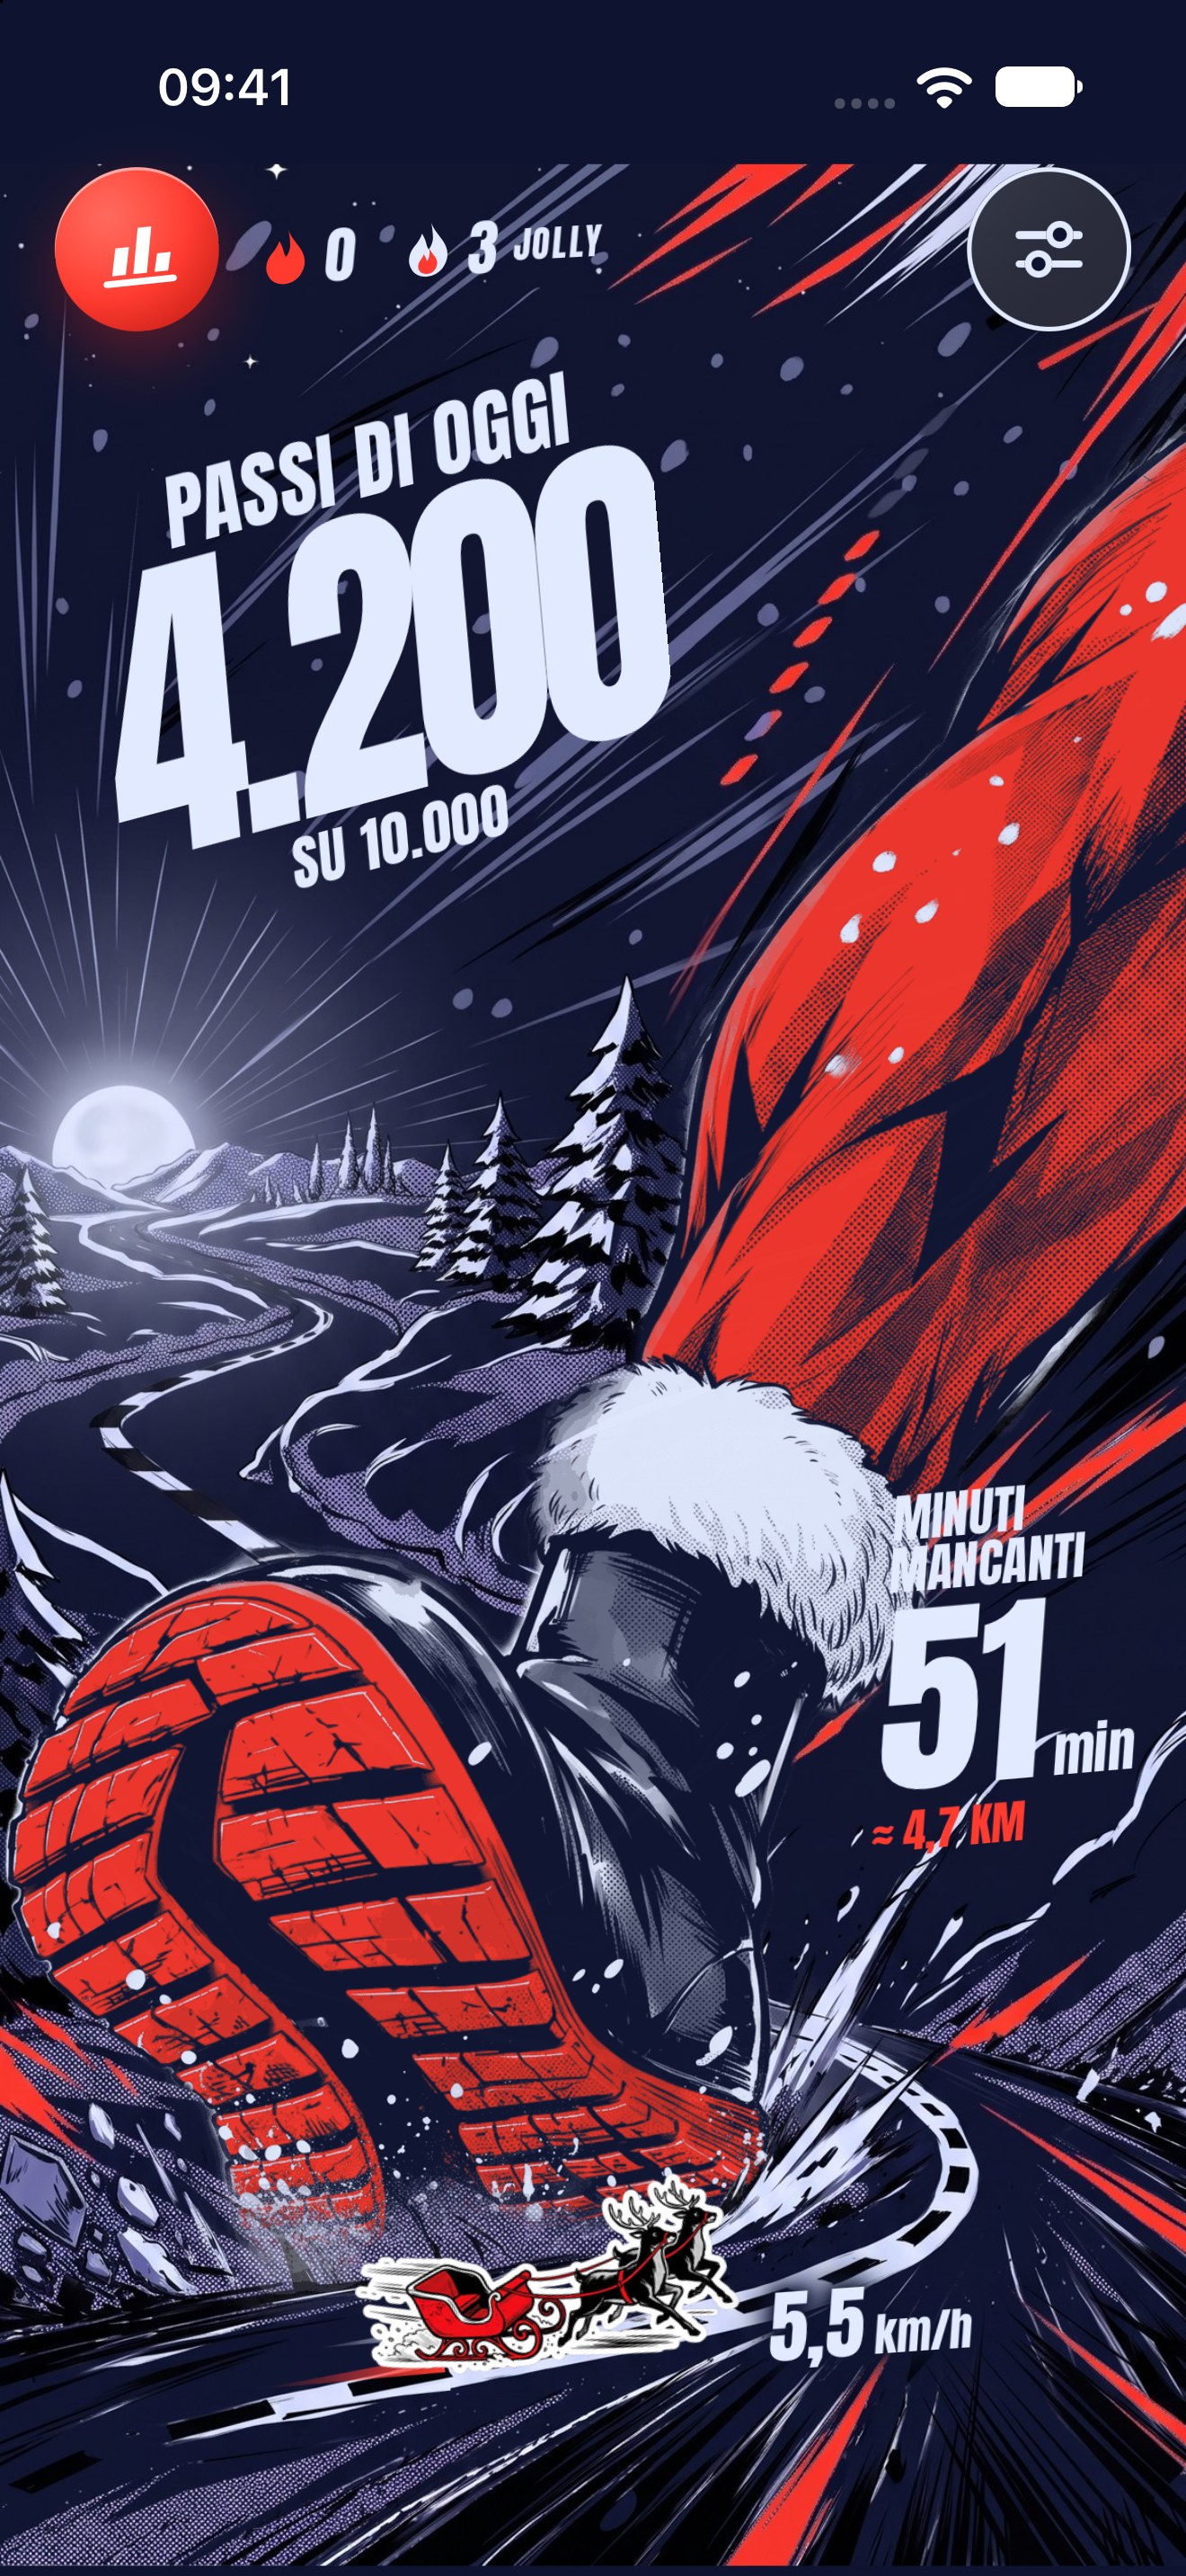 09:41
0 3 JOLLY
PASSI DI OGGI
4.200
SU 10.000
MINUTI
MANCANTI
51 min
≈ 4,7 KM
5,5 km/h